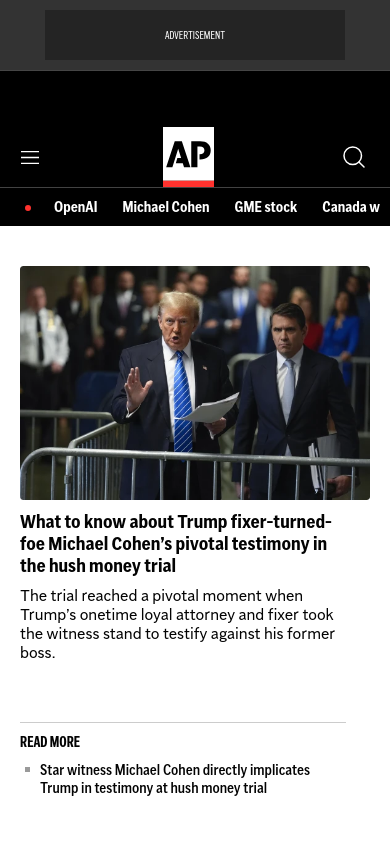 ADVERTISEMENT
AP
OpenAI Michael Cohen GME stock Canada w
What to know about Trump fixer-turned-
foe Michael Cohen’s pivotal testimony in
the hush money trial
The trial reached a pivotal moment when
Trump’s onetime loyal attorney and fixer took
the witness stand to testify against his former
boss.
READ MORE
Star witness Michael Cohen directly implicates
Trump in testimony at hush money trial